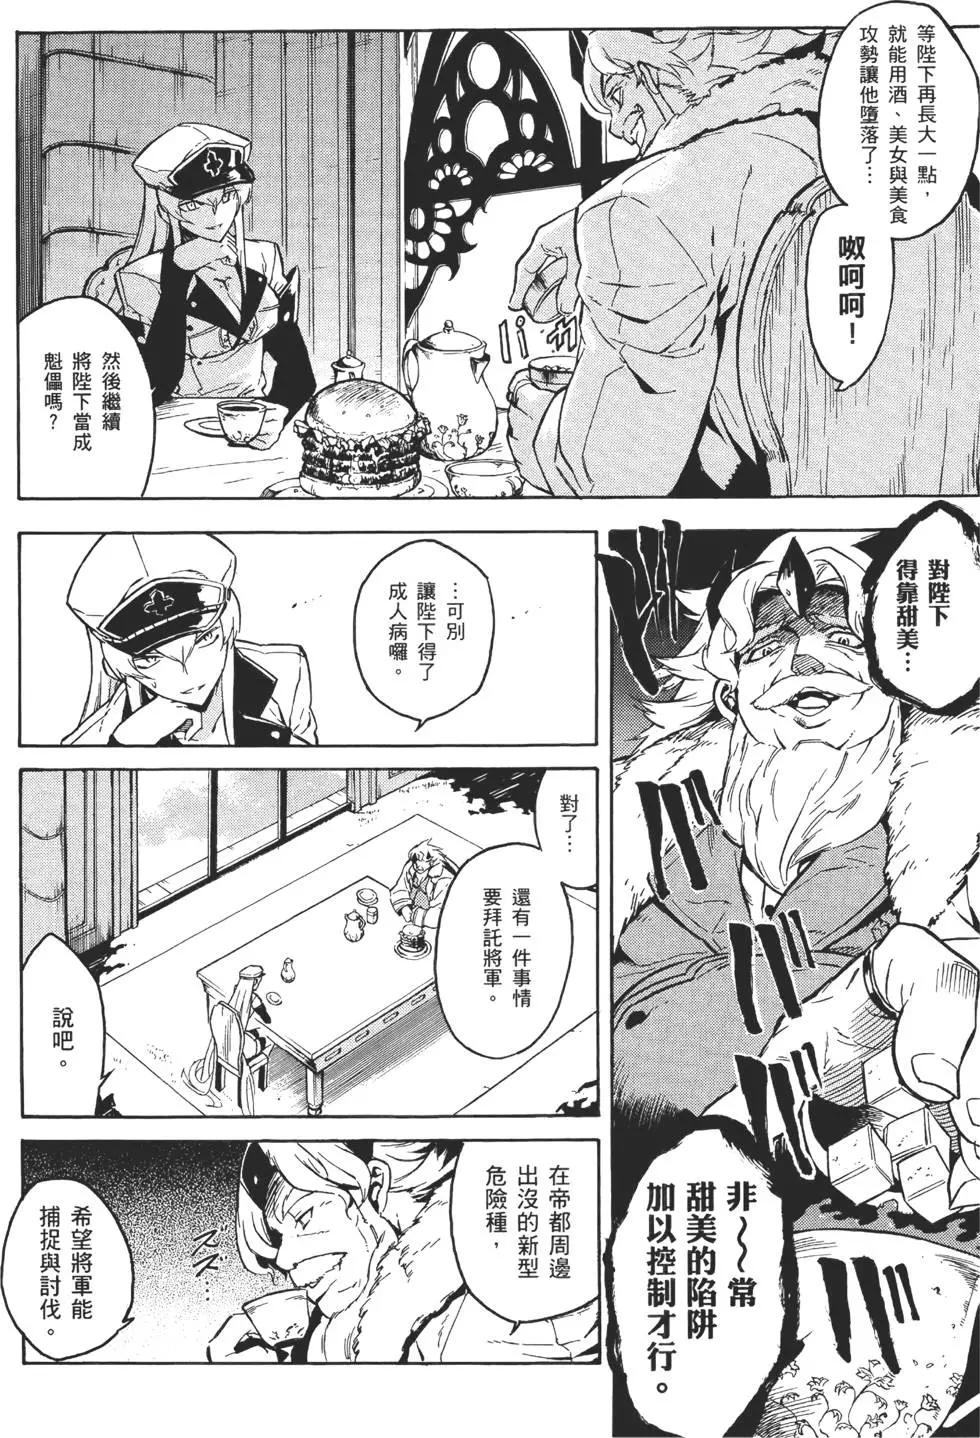 等陛下再長大一點，
就能用酒、美女與美食
攻勢讓他墮落了…
呶呵呵！
然後繼續
將陛下當成
魁儡嗎？
對陛下
得靠甜美…
非～～常
甜美的陷阱
加以控制才行。
…可別
讓陛下得了
成人病囉。
對了…
還有一件事情
要拜託將軍。
說吧。
在帝都周邊
出沒的新型
危險種，
希望將軍能
捕捉與討伐。
ズズ…